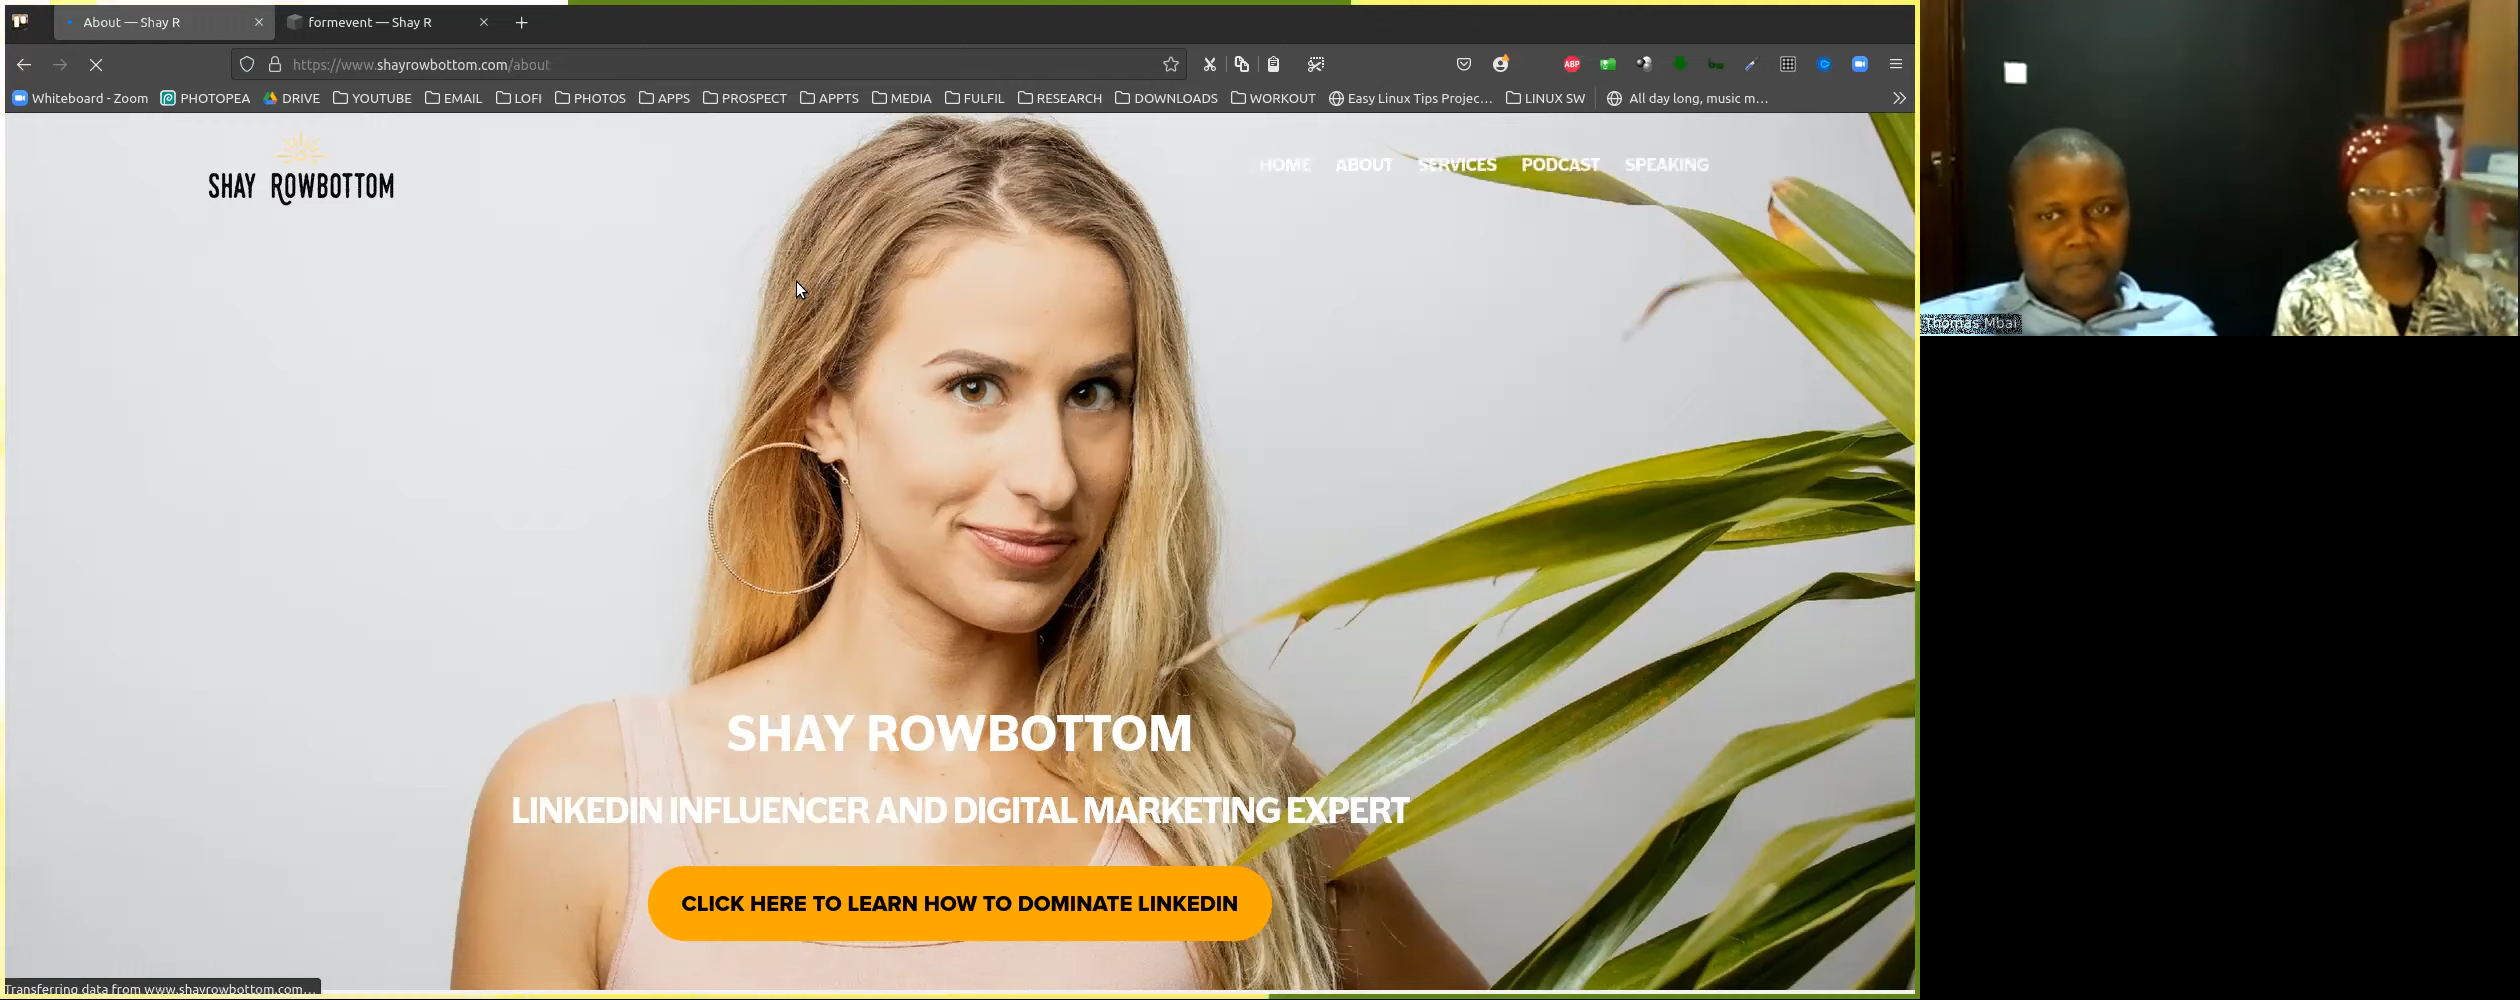 About — Shay R
formevent — Shay R
https://www.shayrowbottom.com/about
ABP
Whiteboard - Zoom
PHOTOPEA
DRIVE
YOUTUBE
EMAIL
LOFI
PHOTOS
APPS
PROSPECT
APPTS
MEDIA
FULFIL
RESEARCH
DOWNLOADS
WORKOUT
Easy Linux Tips Projec…
LINUX SW
All day long, music m…
SHAY ROWBOTTOM
HOME ABOUT SERVICES PODCAST SPEAKING
SHAY ROWBOTTOM
LINKEDIN INFLUENCER AND DIGITAL MARKETING EXPERT
CLICK HERE TO LEARN HOW TO DOMINATE LINKEDIN
Transferring data from www.shayrowbottom.com…
Thomas Mbai